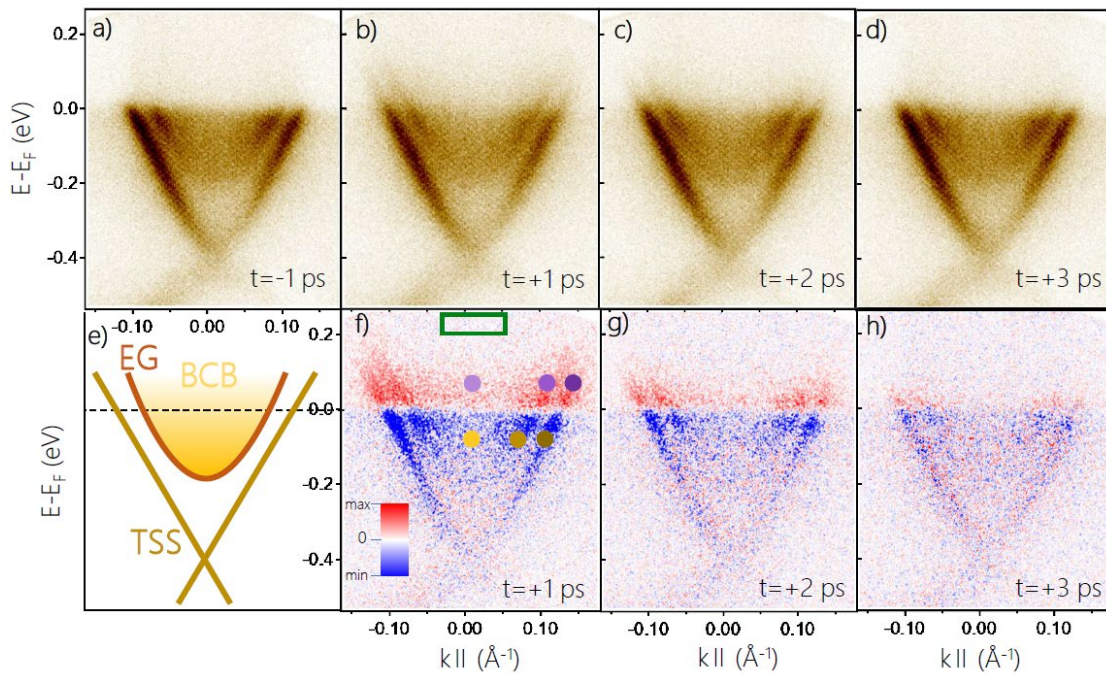 a)
b)
c)
d)
0.2
0.0
-0.2
-0.4
E-E_F (eV)
t=-1 ps
t=+1 ps
t=+2 ps
t=+3 ps
-0.10 0.00 0.10
e)
EG
BCB
TSS
E-E_F (eV)
0.2
0.0
-0.2
-0.4
f)
g)
h)
max
0
min
t=+1 ps
t=+2 ps
t=+3 ps
-0.10 0.00 0.10
-0.10 0.00 0.10
-0.10 0.00 0.10
k|| (Å⁻¹)
k|| (Å⁻¹)
k|| (Å⁻¹)